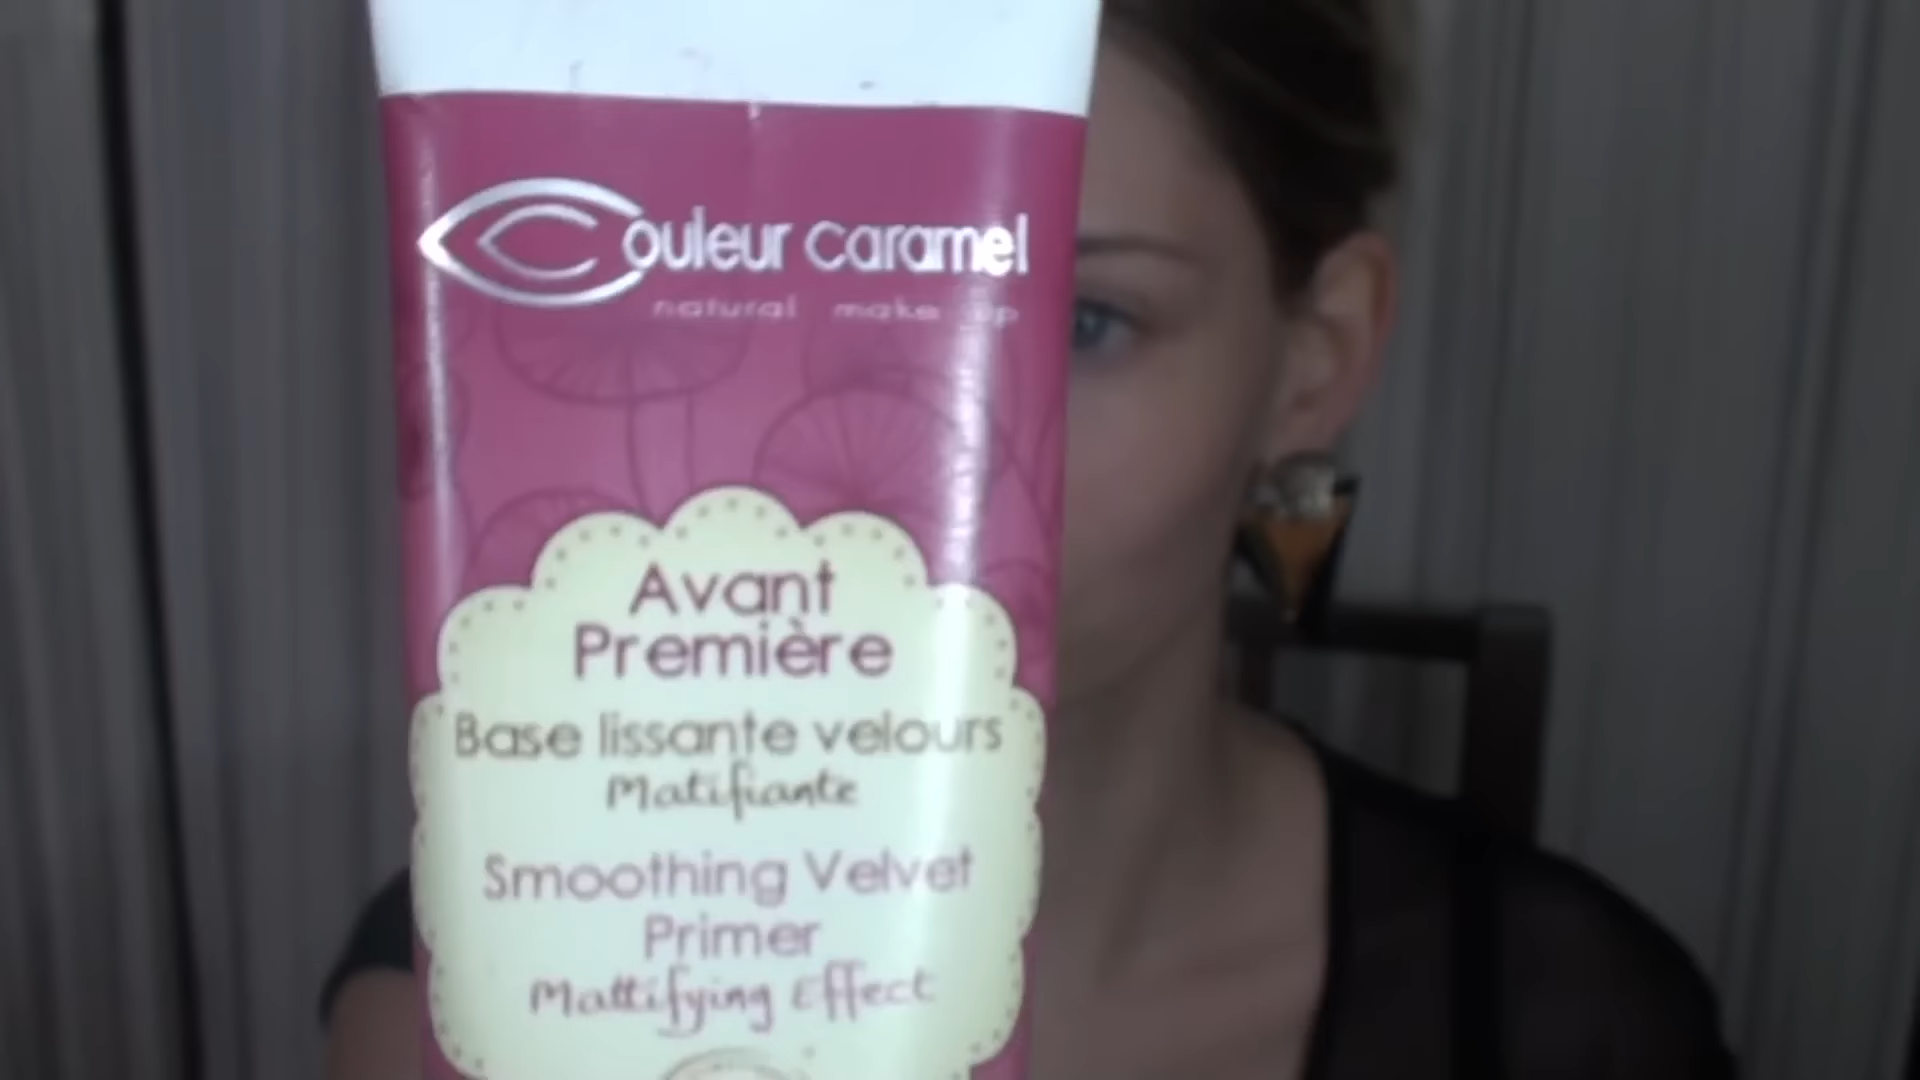 Couleur caramel
natural make up
Avant
Première
Base lissante velours
Matifiante
Smoothing Velvet
Primer
Mattifying Effect